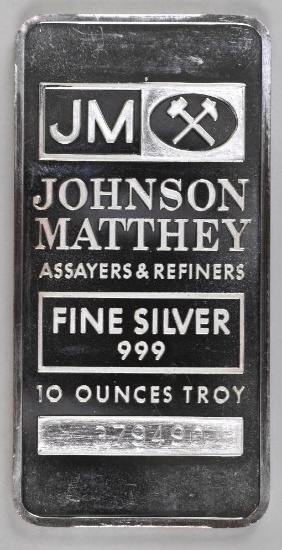 JM
JOHNSON
MATTHEY
ASSAYERS & REFINERS
FINE SILVER
999
10 OUNCES TROY